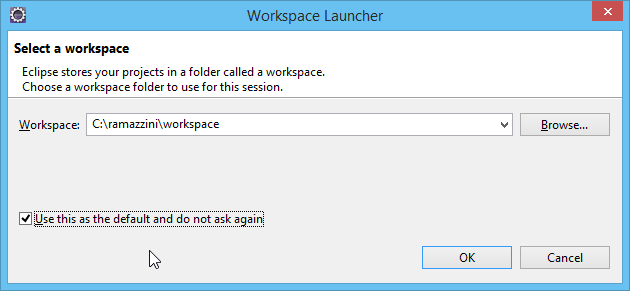 Workspace Launcher
Select a workspace
Eclipse stores your projects in a folder called a workspace.
Choose a workspace folder to use for this session.
Workspace: C:\ramazzini\workspace Browse...
Use this as the default and do not ask again
OK Cancel